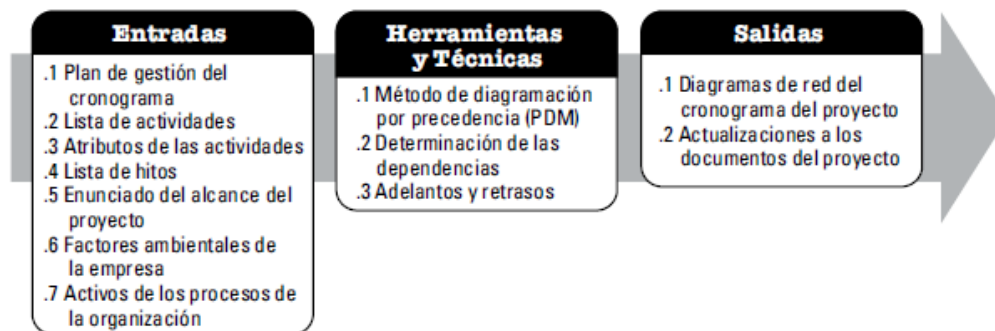 Entradas
.1 Plan de gestión del
cronograma
.2 Lista de actividades
.3 Atributos de las actividades
.4 Lista de hitos
.5 Enunciado del alcance del
proyecto
.6 Factores ambientales de
la empresa
.7 Activos de los procesos de
la organización
Herramientas
y Técnicas
.1 Método de diagramación
por precedencia (PDM)
.2 Determinación de las
dependencias
.3 Adelantos y retrasos
Salidas
.1 Diagramas de red del
cronograma del proyecto
.2 Actualizaciones a los
documentos del proyecto